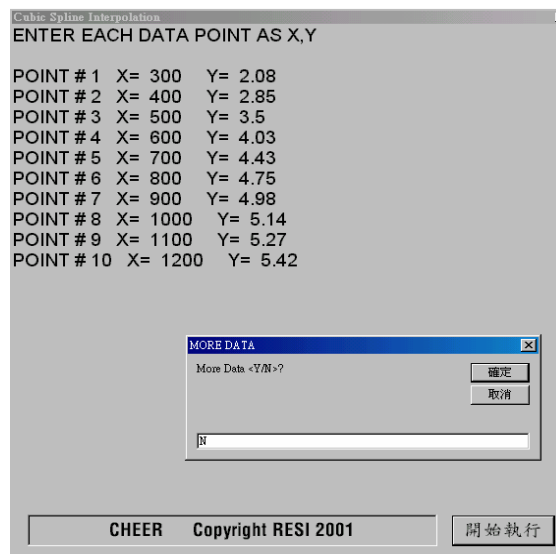 Cubic Spline Interpolation
ENTER EACH DATA POINT AS X,Y
POINT # 1 X= 300 Y= 2.08
POINT # 2 X= 400 Y= 2.85
POINT # 3 X= 500 Y= 3.5
POINT # 4 X= 600 Y= 4.03
POINT # 5 X= 700 Y= 4.43
POINT # 6 X= 800 Y= 4.75
POINT # 7 X= 900 Y= 4.98
POINT # 8 X= 1000 Y= 5.14
POINT # 9 X= 1100 Y= 5.27
POINT # 10 X= 1200 Y= 5.42
MORE DATA
More Data <Y/N>?
確定
取消
N
CHEER Copyright RESI 2001
開始執行